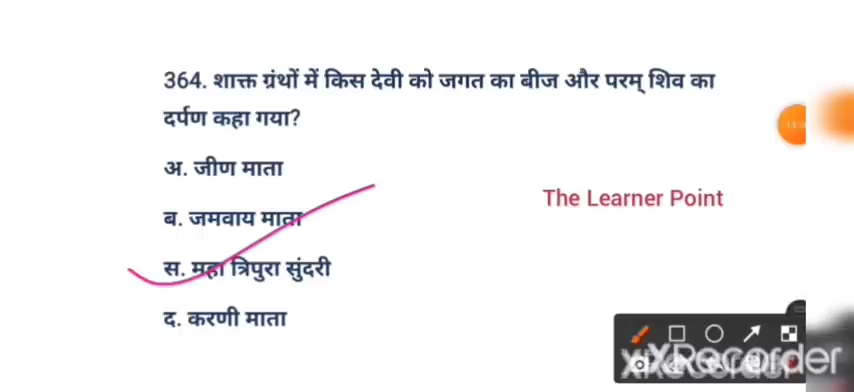 364. शाक्त ग्रंथों में किस देवी को जगत का बीज और परम् शिव का
दर्पण कहा गया?
अ. जीण माता
ब. जमवाय माता
The Learner Point
स. महा त्रिपुरा सुंदरी
द. करणी माता
XRecorder